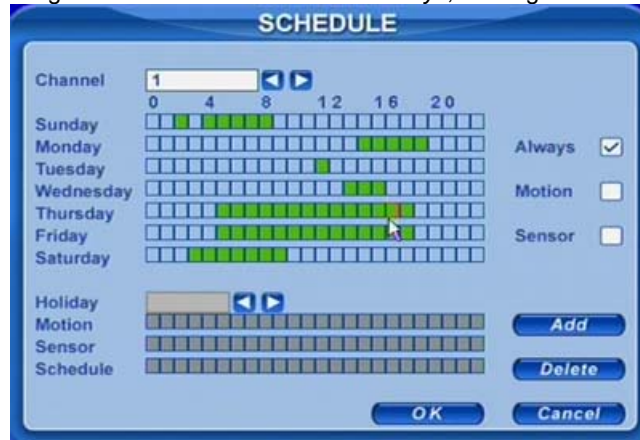 SCHEDULE
Channel 1
0 4 8 12 16 20
Sunday
Monday
Always
Tuesday
Wednesday
Motion
Thursday
Friday
Sensor
Saturday
Holiday
Motion
Add
Sensor
Schedule
Delete
OK
Cancel